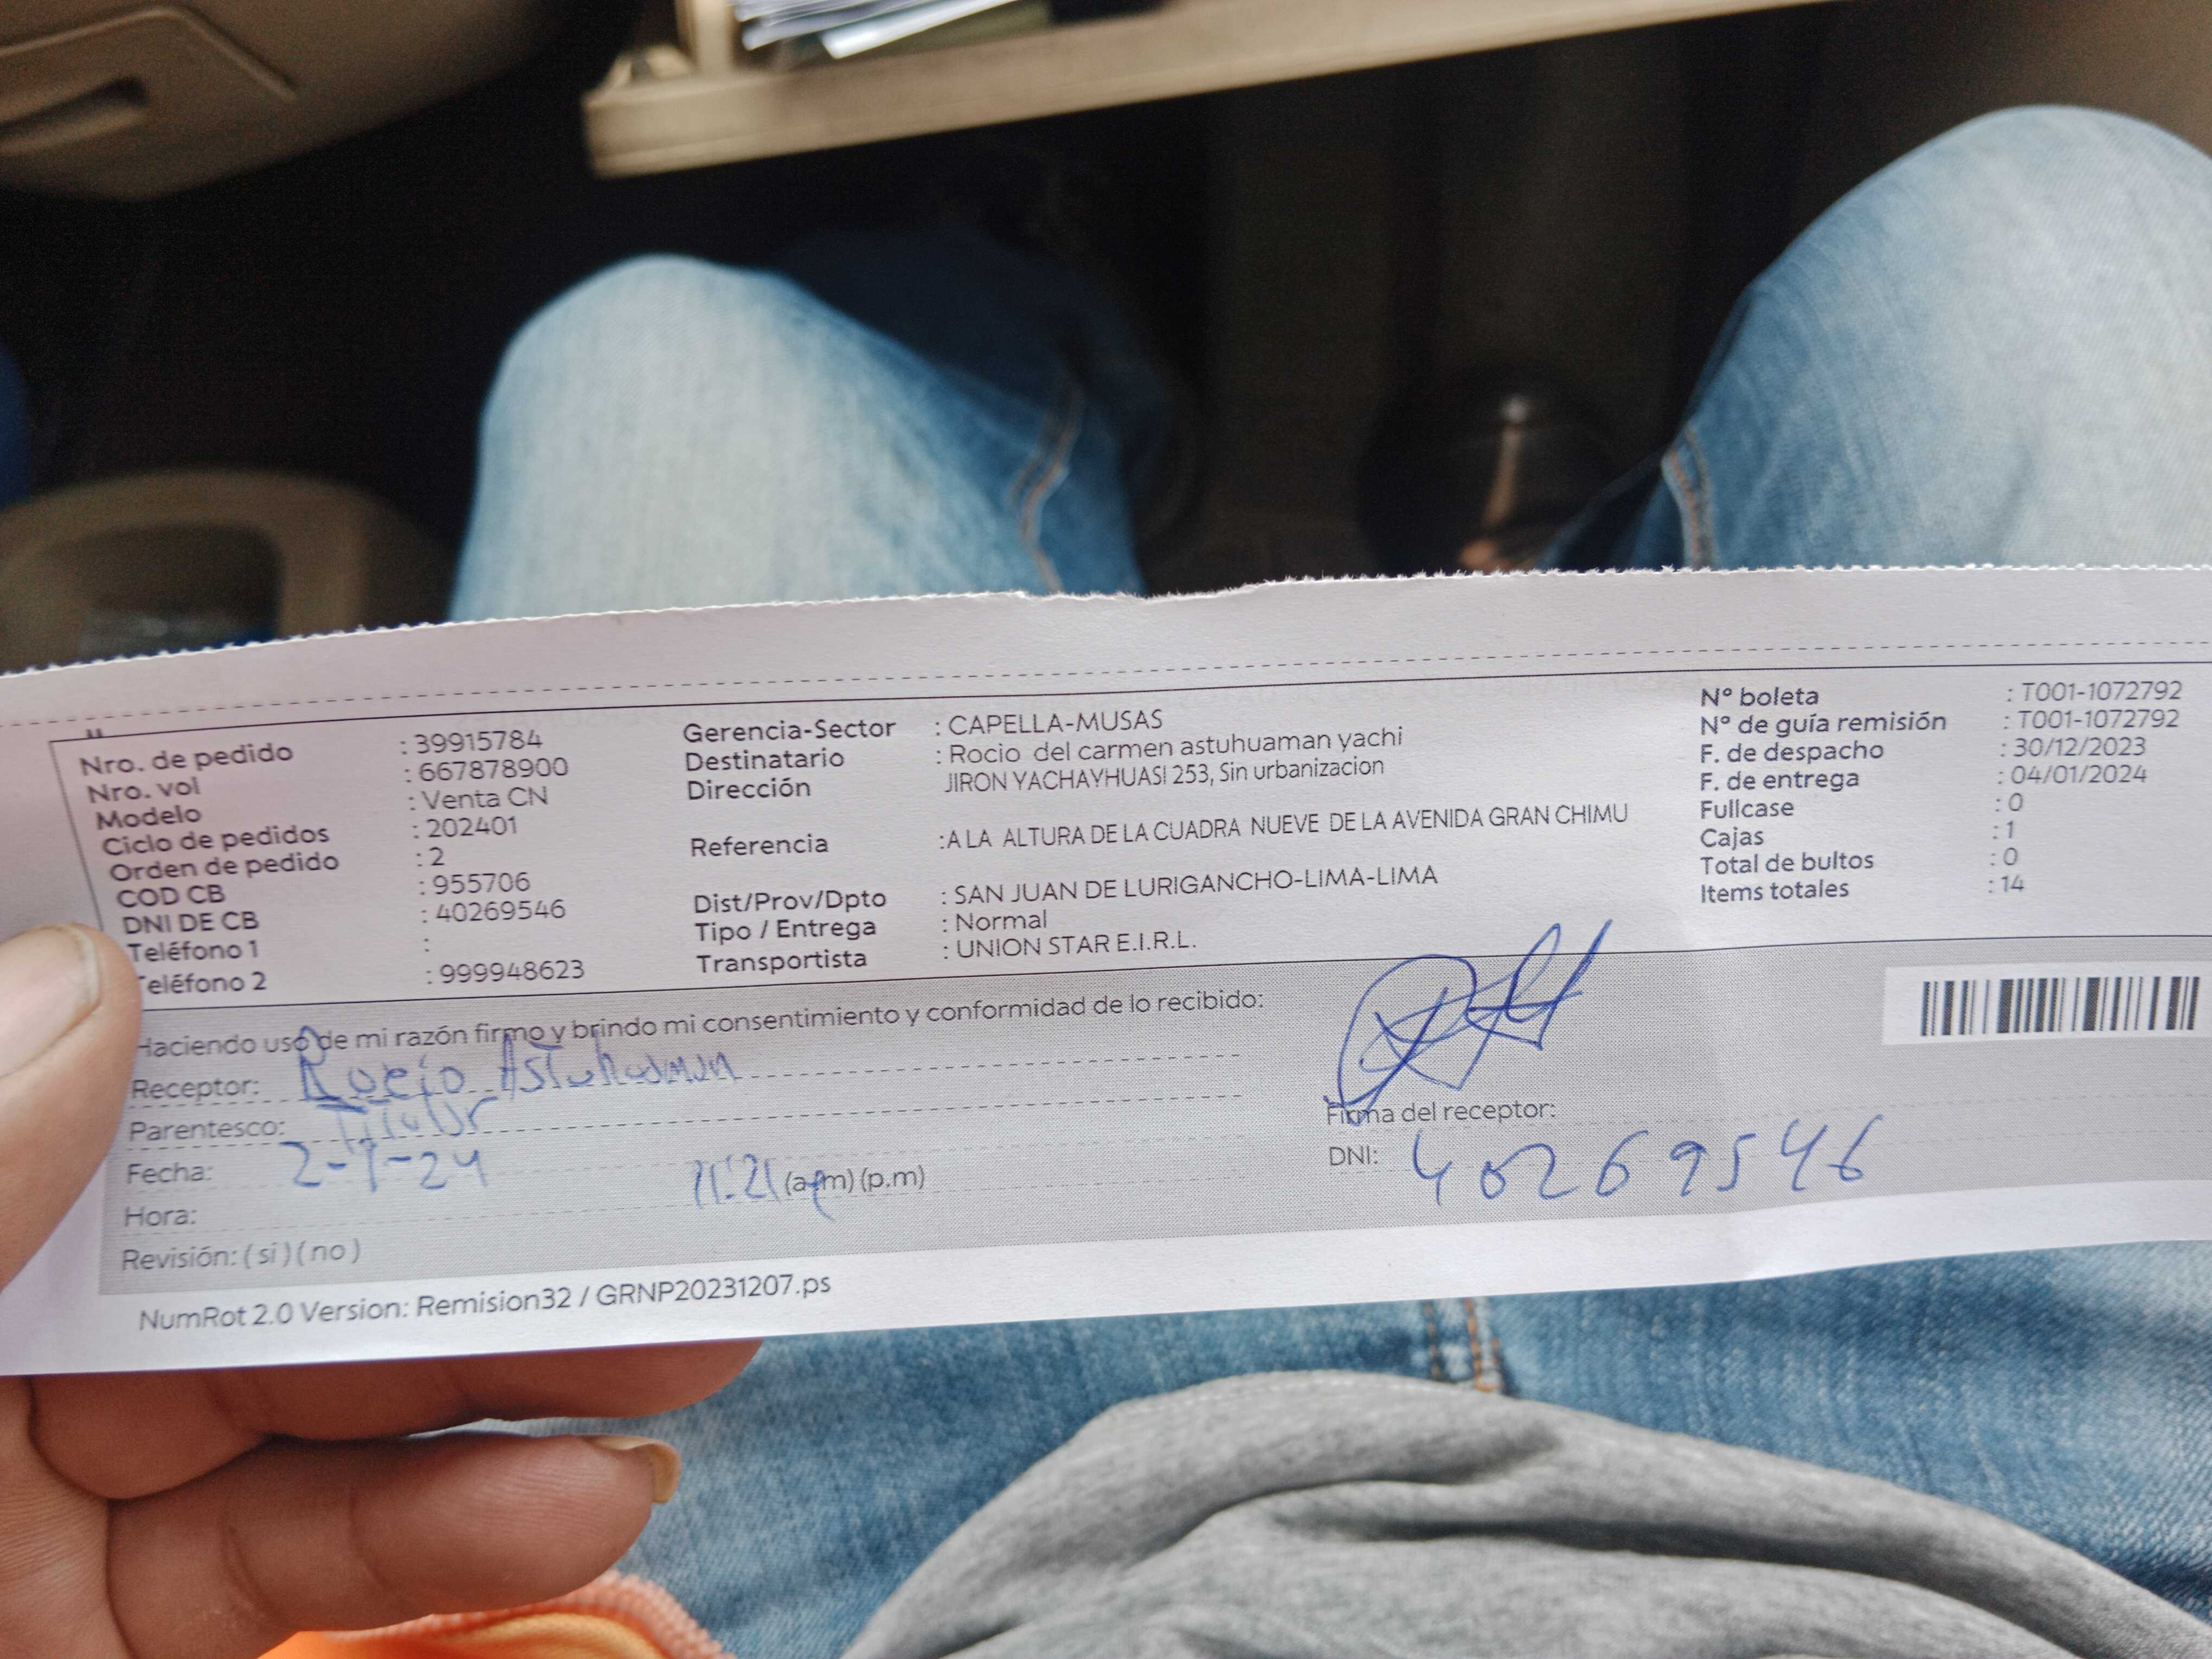 Nro. de pedido : 39915784
Nro. vol : 667878900
Modelo : Venta CN
Ciclo de pedidos : 202401
Orden de pedido : 2
COD CB : 955706
DNI DE CB : 40269546
Teléfono 1 :
Teléfono 2 : 999948623
Gerencia-Sector : CAPELLA-MUSAS
Destinatario : Rocio del carmen astuhuaman yachi
Dirección JIRON YACHAYHUASI 253, Sin urbanizacion
Referencia :A LA ALTURA DE LA CUADRA NUEVE DE LA AVENIDA GRAN CHIMU
Dist/Prov/Dpto : SAN JUAN DE LURIGANCHO-LIMA-LIMA
Tipo / Entrega : Normal
Transportista : UNION STAR E.I.R.L.
N° boleta : T001-1072792
N° de guía remisión : T001-1072792
F. de despacho : 30/12/2023
F. de entrega : 04/01/2024
Fullcase : 0
Cajas : 1
Total de bultos : 0
Items totales : 14
Haciendo uso de mi razón firmo y brindo mi consentimiento y conformidad de lo recibido:
Receptor: Rocio Astuhuaman
Parentesco: Titular
Fecha: 2-1-24
Hora: 11:21 (a.m) (p.m)
Revisión: ( si ) ( no )
Firma del receptor:
DNI: 40269546
NumRot 2.0 Version: Remision32 / GRNP20231207.ps